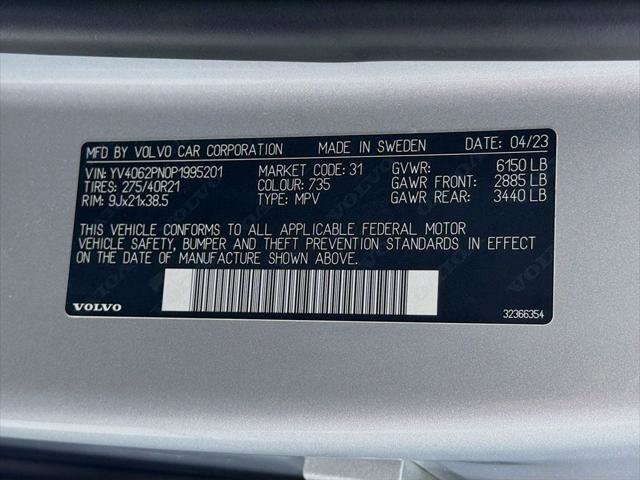 MFD BY VOLVO CAR CORPORATION MADE IN SWEDEN DATE: 04/23
VIN: YV4062PN0P1995201 MARKET CODE: 31 GVWR: 6150 LB
TIRES: 275/40R21 COLOUR: 735 GAWR FRONT: 2885 LB
RIM: 9Jx21x38.5 TYPE: MPV GAWR REAR: 3440 LB
THIS VEHICLE CONFORMS TO ALL APPLICABLE FEDERAL MOTOR
VEHICLE SAFETY, BUMPER AND THEFT PREVENTION STANDARDS IN EFFECT
ON THE DATE OF MANUFACTURE SHOWN ABOVE.
VOLVO
32366354